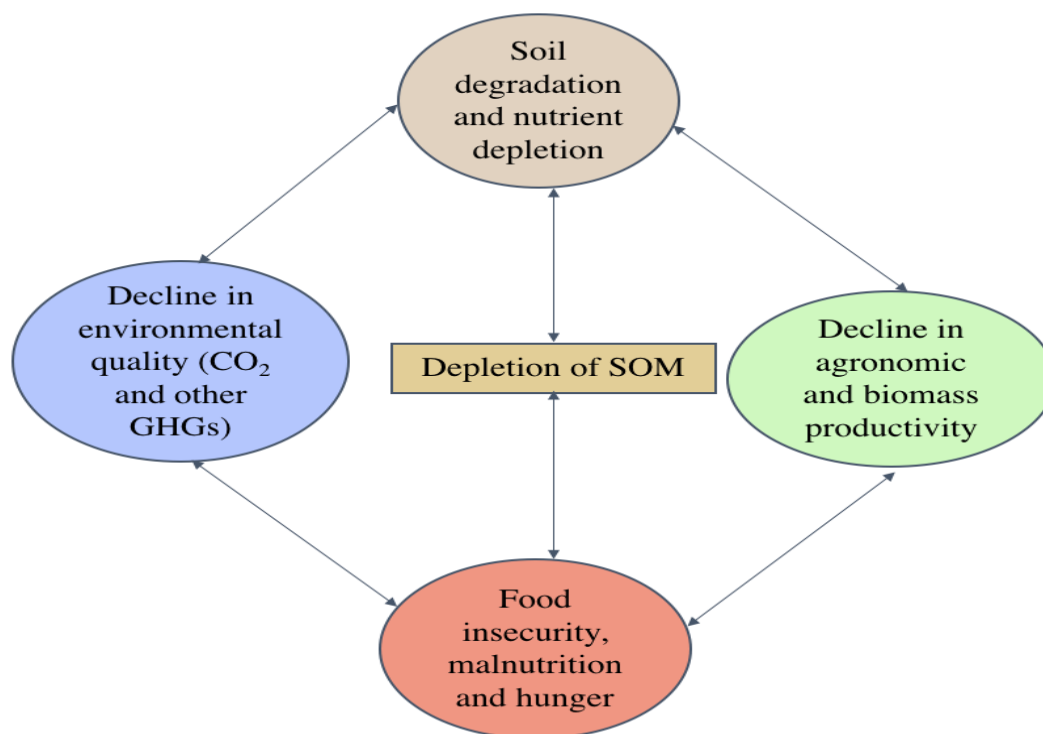 Soil
degradation
and nutrient
depletion
Decline in
environmental
quality (CO₂
and other
GHGs)
Depletion of SOM
Decline in
agronomic
and biomass
productivity
Food
insecurity,
malnutrition
and hunger